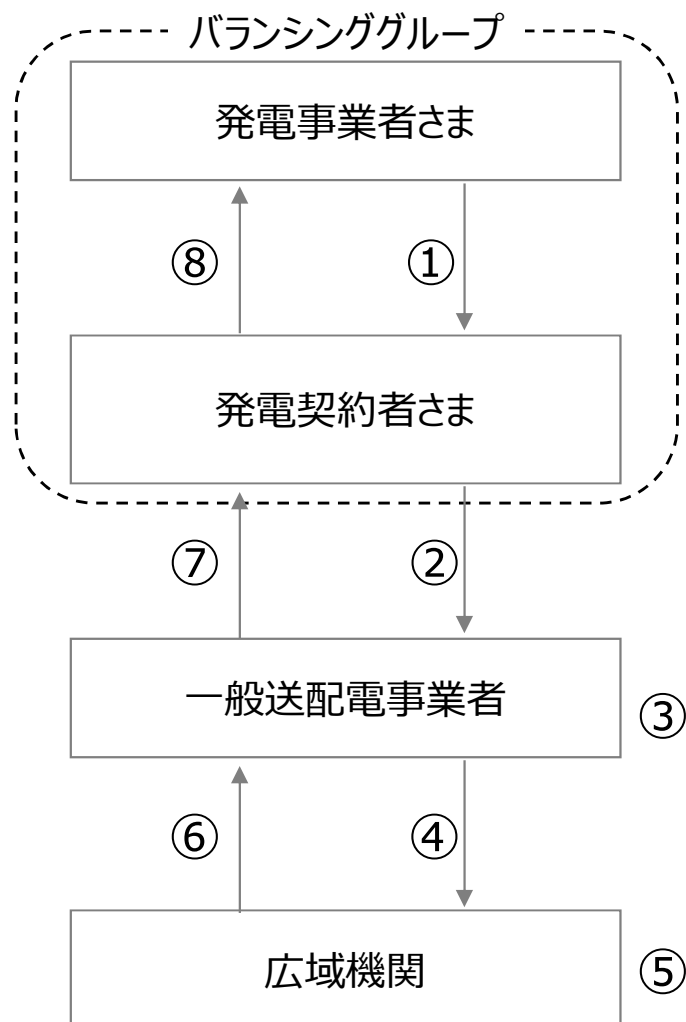 バランシンググループ
発電事業者さま
⑧ ①
発電契約者さま
⑦ ②
一般送配電事業者 ③
⑥ ④
広域機関 ⑤